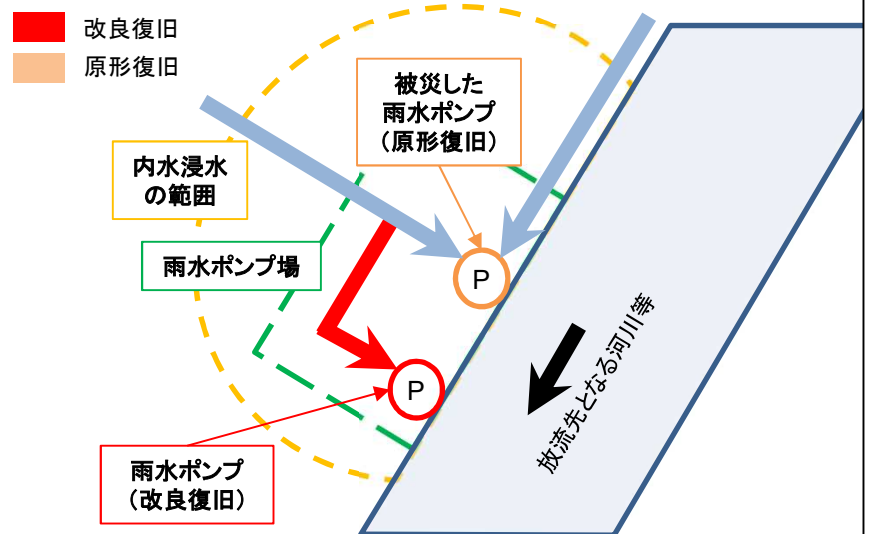 改良復旧
原形復旧
被災した
雨水ポンプ
（原形復旧）
内水浸水
の範囲
雨水ポンプ場
P
P
放流先となる河川等
雨水ポンプ
（改良復旧）